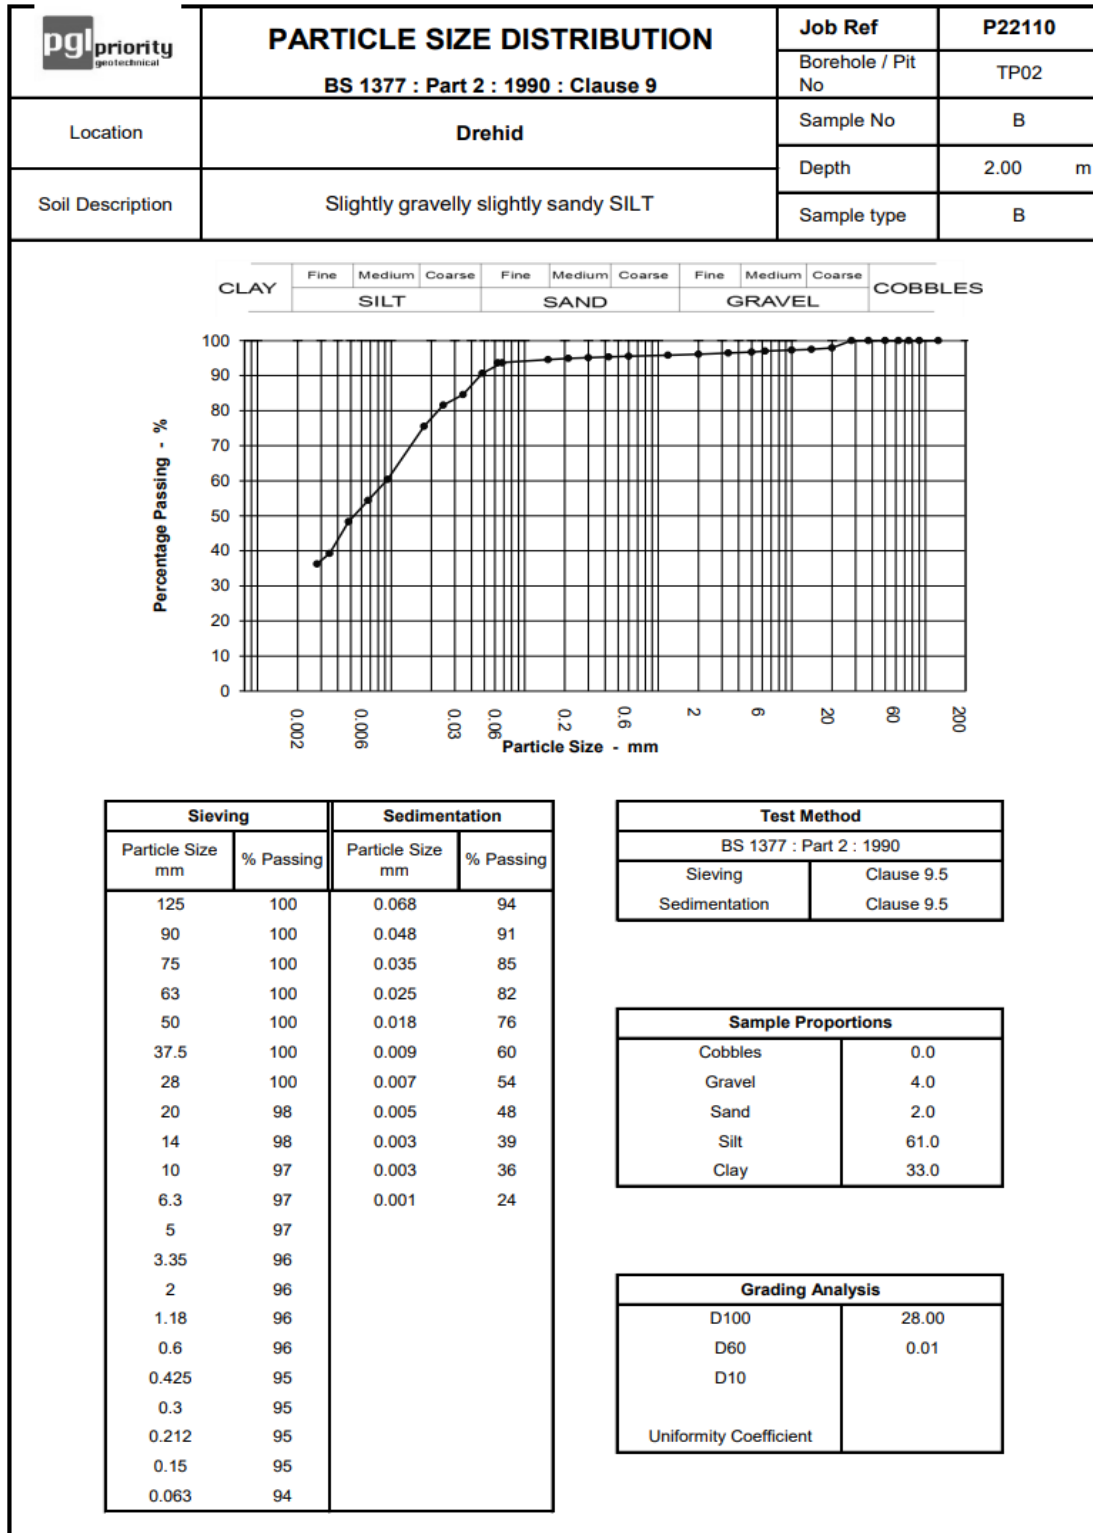 pgl priority
geotechnical
PARTICLE SIZE DISTRIBUTION
BS 1377 : Part 2 : 1990 : Clause 9
Job Ref P22110
Borehole / Pit No TP02
Location Drehid
Sample No B
Depth 2.00 m
Soil Description Slightly gravelly slightly sandy SILT
Sample type B
CLAY Fine Medium Coarse Fine Medium Coarse Fine Medium Coarse COBBLES
SILT SAND GRAVEL
100
90
80
70
60
50
40
30
20
10
0
Percentage Passing - %
0.002 0.006 0.03 0.06 0.2 0.6 2 6 20 60 200
Particle Size - mm
Sieving Sedimentation
Particle Size mm % Passing Particle Size mm % Passing
125 100 0.068 94
90 100 0.048 91
75 100 0.035 85
63 100 0.025 82
50 100 0.018 76
37.5 100 0.009 60
28 100 0.007 54
20 98 0.005 48
14 98 0.003 39
10 97 0.003 36
6.3 97 0.001 24
5 97
3.35 96
2 96
1.18 96
0.6 96
0.425 95
0.3 95
0.212 95
0.15 95
0.063 94
Test Method
BS 1377 : Part 2 : 1990
Sieving Clause 9.5
Sedimentation Clause 9.5
Sample Proportions
Cobbles 0.0
Gravel 4.0
Sand 2.0
Silt 61.0
Clay 33.0
Grading Analysis
D100 28.00
D60 0.01
D10
Uniformity Coefficient